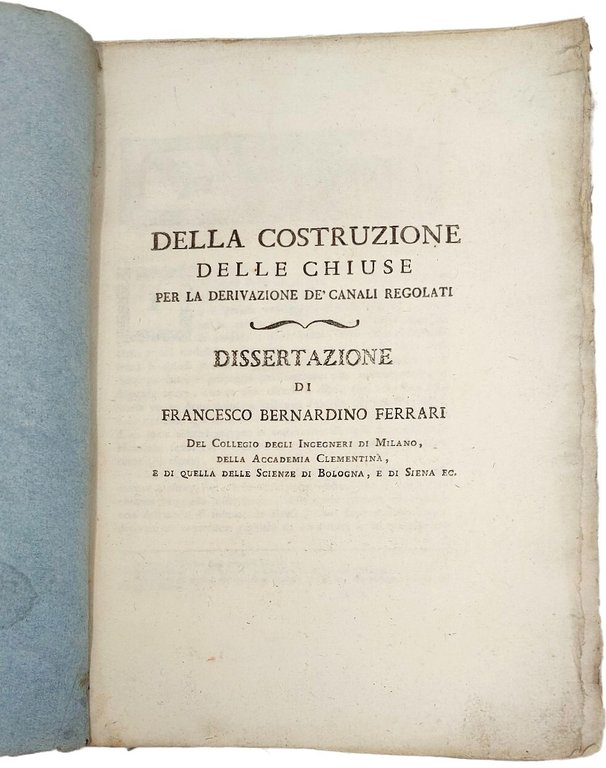 DELLA COSTRUZIONE
DELLE CHIUSE
PER LA DERIVAZIONE DE' CANALI REGOLATI
DISSERTAZIONE
DI
FRANCESCO BERNARDINO FERRARI
DEL COLLEGIO DEGLI INGEGNERI DI MILANO,
DELLA ACCADEMIA CLEMENTINA,
E DI QUELLA DELLE SCIENZE DI BOLOGNA, E DI SIENA EC.